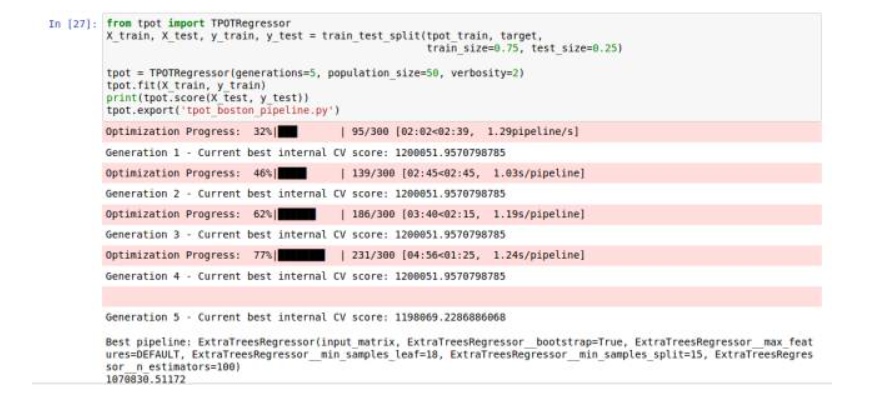 In [27]: from tpot import TPOTRegressor
X_train, X_test, y_train, y_test = train_test_split(tpot_train, target,
train_size=0.75, test_size=0.25)
tpot = TPOTRegressor(generations=5, population_size=50, verbosity=2)
tpot.fit(X_train, y_train)
print(tpot.score(X_test, y_test))
tpot.export('tpot_boston_pipeline.py')
Optimization Progress: 32%|███ | 95/300 [02:02<02:39, 1.29pipeline/s]
Generation 1 - Current best internal CV score: 1200051.9570798785
Optimization Progress: 46%|████ | 139/300 [02:45<02:45, 1.03s/pipeline]
Generation 2 - Current best internal CV score: 1200051.9570798785
Optimization Progress: 62%|██████ | 186/300 [03:40<02:15, 1.19s/pipeline]
Generation 3 - Current best internal CV score: 1200051.9570798785
Optimization Progress: 77%|███████ | 231/300 [04:56<01:25, 1.24s/pipeline]
Generation 4 - Current best internal CV score: 1200051.9570798785
Generation 5 - Current best internal CV score: 1198069.2286886068
Best pipeline: ExtraTreesRegressor(input_matrix, ExtraTreesRegressor__bootstrap=True, ExtraTreesRegressor__max_feat
ures=DEFAULT, ExtraTreesRegressor__min_samples_leaf=18, ExtraTreesRegressor__min_samples_split=15, ExtraTreesRegres
sor__n_estimators=100)
1070830.51172